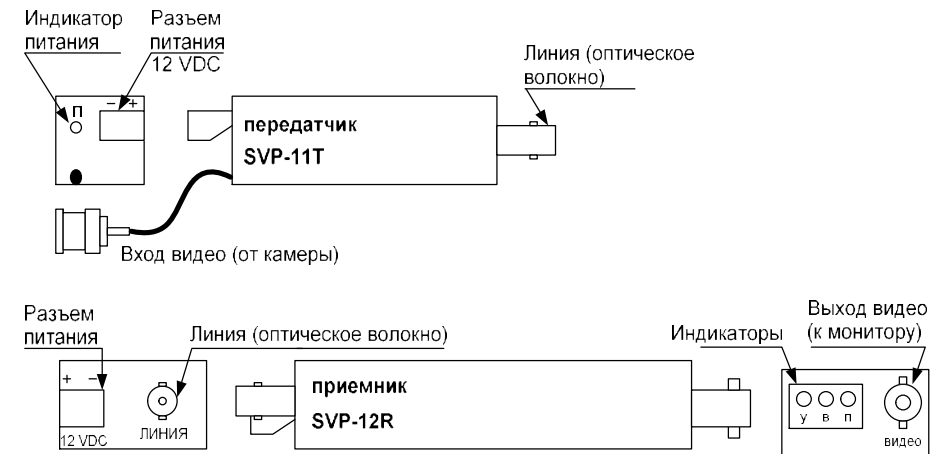 Индикатор
питания
Разъем
питания
12 VDC
Линия (оптическое
волокно)
П
− +
передатчик
SVP-11T
Вход видео (от камеры)
Разъем
питания
Линия (оптическое волокно)
Индикаторы
Выход видео
(к монитору)
+ −
12 VDC
ЛИНИЯ
приемник
SVP-12R
у в п
видео